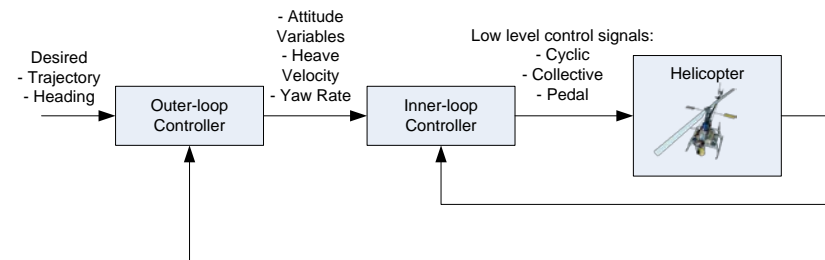 Desired
- Trajectory
- Heading
Outer-loop
Controller
- Attitude
Variables
- Heave
Velocity
- Yaw Rate
Inner-loop
Controller
Low level control signals:
- Cyclic
- Collective
- Pedal
Helicopter